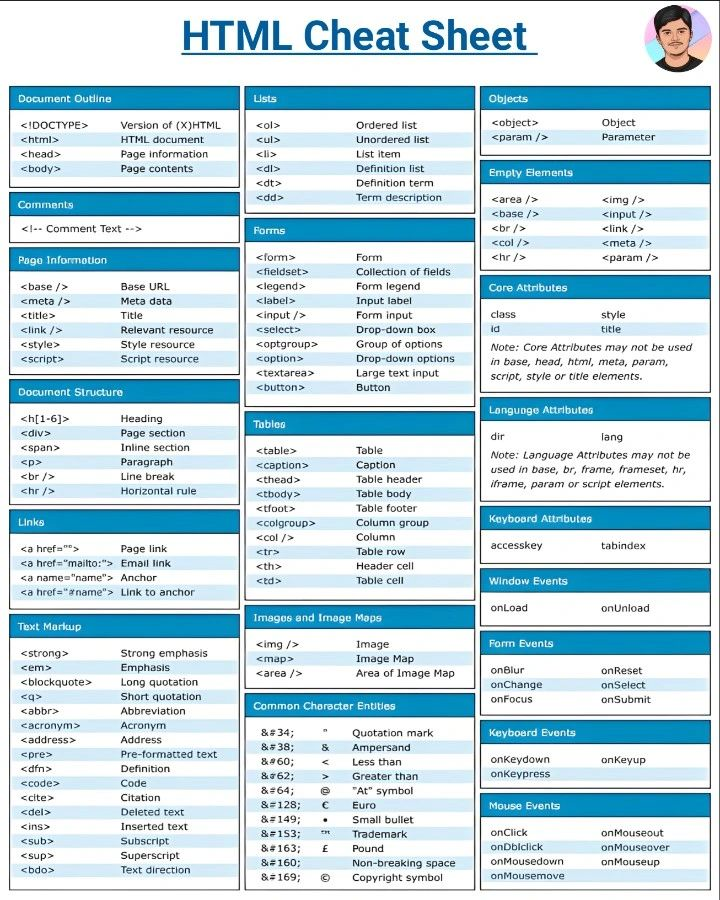 HTML Cheat Sheet
Document Outline
<!DOCTYPE> Version of (X)HTML
<html> HTML document
<head> Page information
<body> Page contents
Comments
<!-- Comment Text -->
Page Information
<base /> Base URL
<meta /> Meta data
<title> Title
<link /> Relevant resource
<style> Style resource
<script> Script resource
Document Structure
<h[1-6]> Heading
<div> Page section
<span> Inline section
<p> Paragraph
<br /> Line break
<hr /> Horizontal rule
Links
<a href=""> Page link
<a href="mailto:"> Email link
<a name="name"> Anchor
<a href="#name"> Link to anchor
Text Markup
<strong> Strong emphasis
<em> Emphasis
<blockquote> Long quotation
<q> Short quotation
<abbr> Abbreviation
<acronym> Acronym
<address> Address
<pre> Pre-formatted text
<dfn> Definition
<code> Code
<cite> Citation
<del> Deleted text
<ins> Inserted text
<sub> Subscript
<sup> Superscript
<bdo> Text direction
Lists
<ol> Ordered list
<ul> Unordered list
<li> List item
<dl> Definition list
<dt> Definition term
<dd> Term description
Forms
<form> Form
<fieldset> Collection of fields
<legend> Form legend
<label> Input label
<input /> Form input
<select> Drop-down box
<optgroup> Group of options
<option> Drop-down options
<textarea> Large text input
<button> Button
Tables
<table> Table
<caption> Caption
<thead> Table header
<tbody> Table body
<tfoot> Table footer
<colgroup> Column group
<col /> Column
<tr> Table row
<th> Header cell
<td> Table cell
Images and Image Maps
<img /> Image
<map> Image Map
<area /> Area of Image Map
Common Character Entities
&#34; " Quotation mark
&#38; & Ampersand
&#60; < Less than
&#62; > Greater than
&#64; @ "At" symbol
&#128; € Euro
&#149; • Small bullet
&#153; ™ Trademark
&#163; £ Pound
&#160; Non-breaking space
&#169; © Copyright symbol
Objects
<object> Object
<param /> Parameter
Empty Elements
<area /> <img />
<base /> <input />
<br /> <link />
<col /> <meta />
<hr /> <param />
Core Attributes
class style
id title
Note: Core Attributes may not be used
in base, head, html, meta, param,
script, style or title elements.
Language Attributes
dir lang
Note: Language Attributes may not be
used in base, br, frame, frameset, hr,
iframe, param or script elements.
Keyboard Attributes
accesskey tabindex
Window Events
onLoad onUnload
Form Events
onBlur onReset
onChange onSelect
onFocus onSubmit
Keyboard Events
onKeydown onKeyup
onKeypress
Mouse Events
onClick onMouseout
onDblclick onMouseover
onMousedown onMouseup
onMousemove